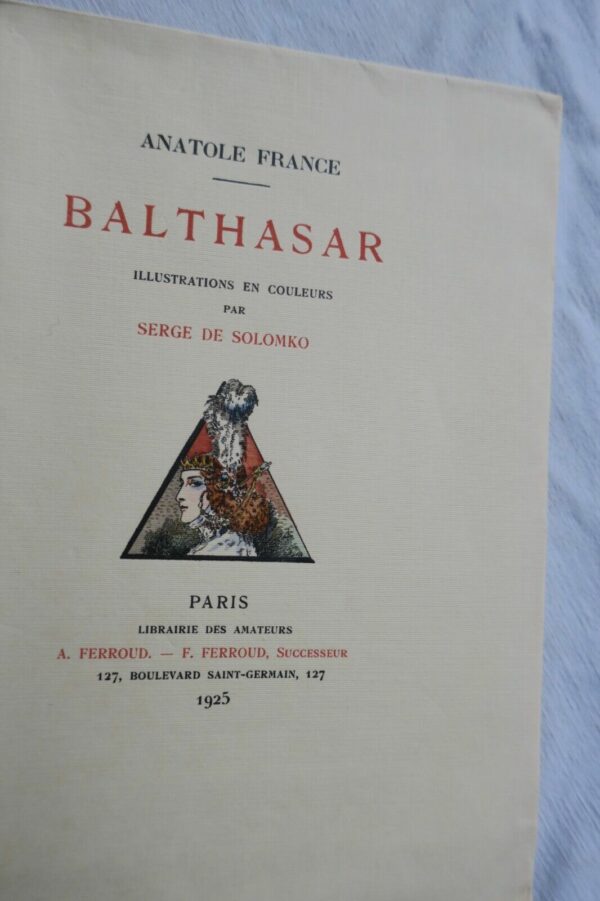 ANATOLE FRANCE
BALTHASAR
ILLUSTRATIONS EN COULEURS
PAR
SERGE DE SOLOMKO
PARIS
LIBRAIRIE DES AMATEURS
A. FERROUD. — F. FERROUD, SUCCESSEUR
127, BOULEVARD SAINT-GERMAIN, 127
1925